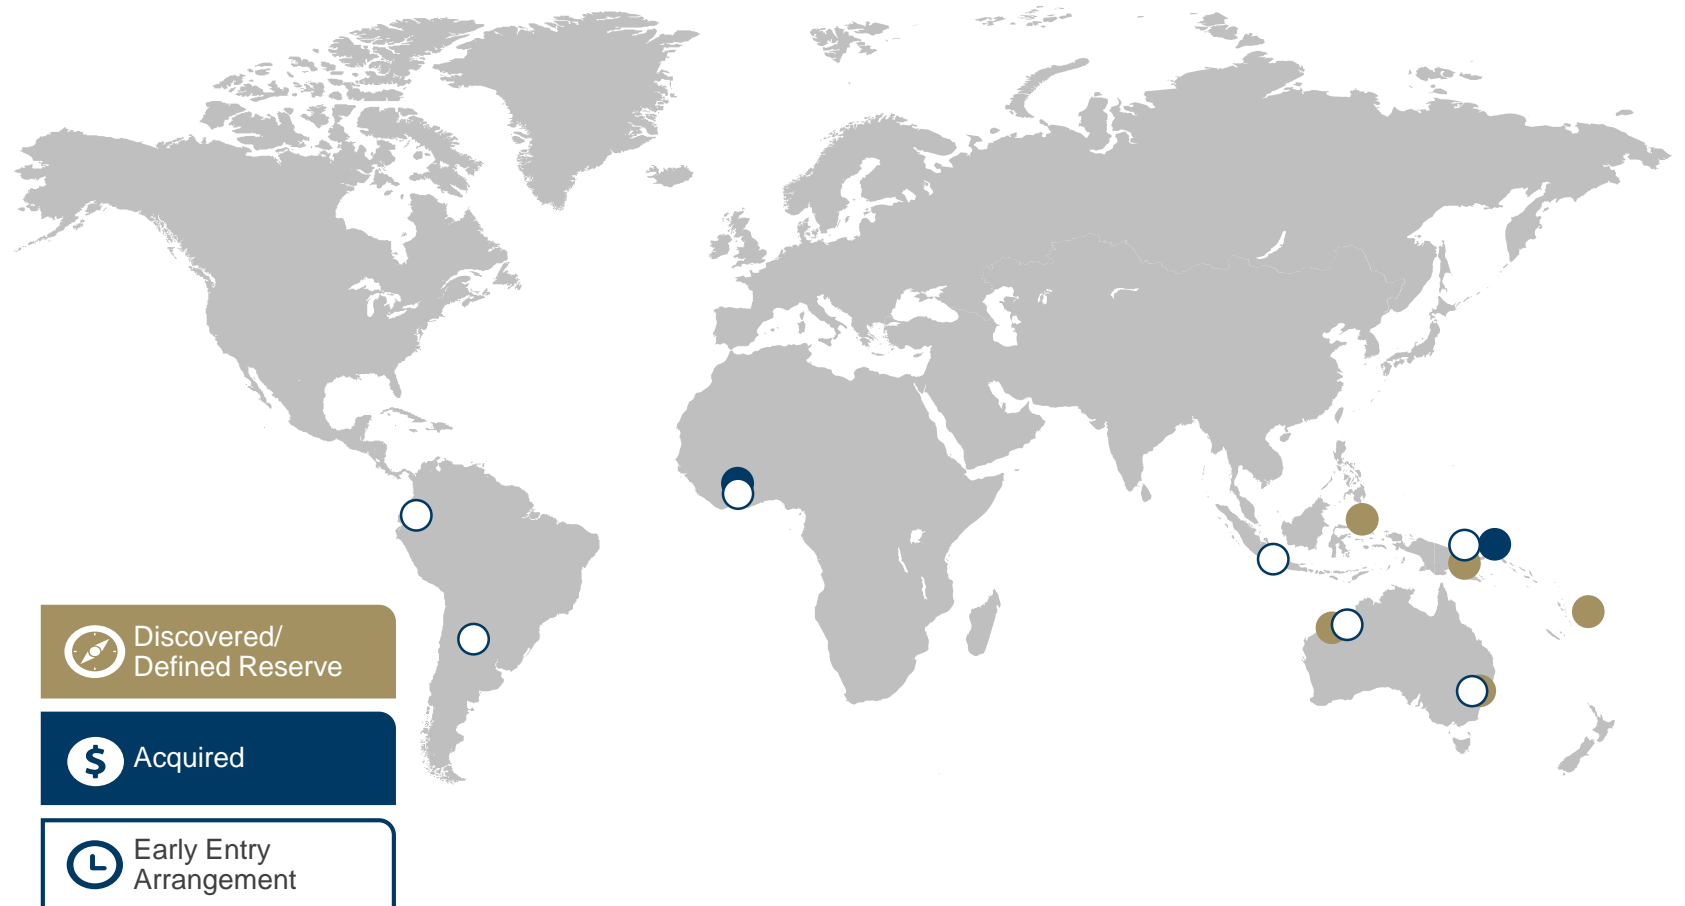 Discovered/
Defined Reserve
$ Acquired
Early Entry
Arrangement